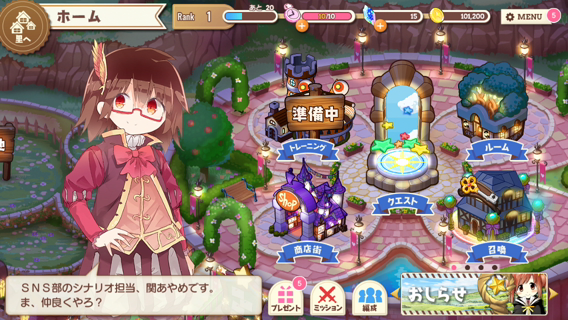 里へ
ホーム
Rank 1
あと 20
10/10
15
101,200
MENU 5
準備中
トレーニング
ルーム
クエスト
SHOP
商店街
召喚
SNS部のシナリオ担当、関あやめです。
ま、仲良くやろ?
5
プレゼント
ミッション
編成
おしらせ